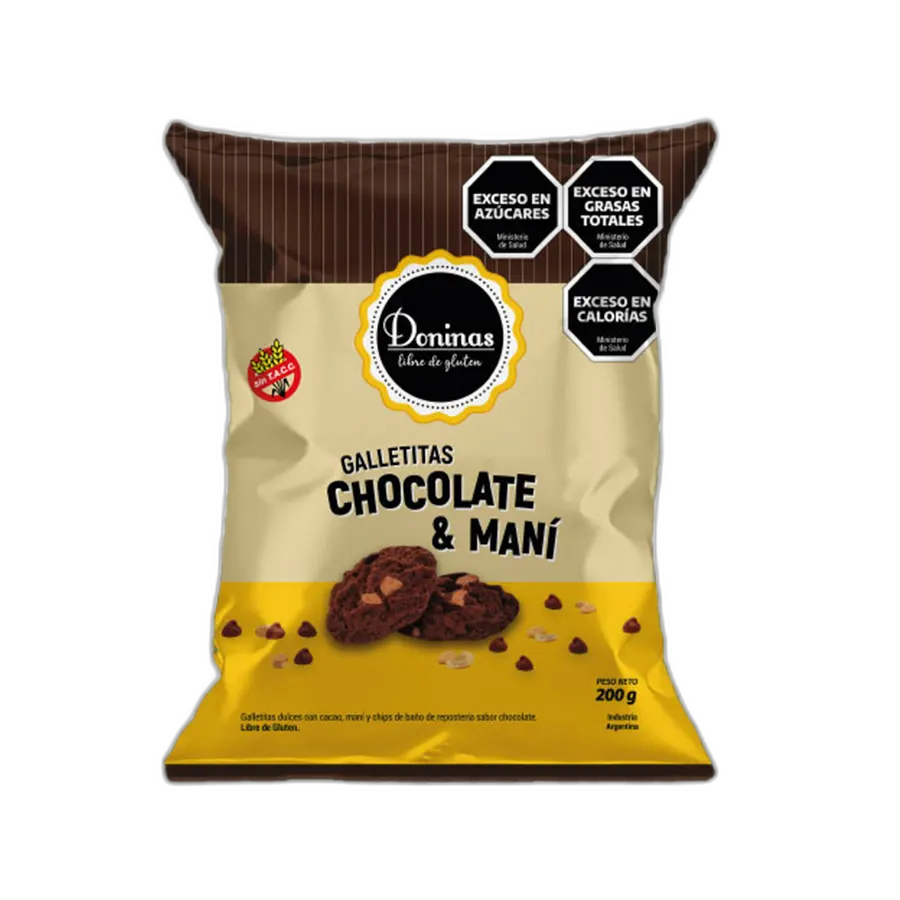 EXCESO EN
AZÚCARES
Ministerio
de Salud
EXCESO EN
GRASAS
TOTALES
Ministerio
de Salud
EXCESO EN
CALORÍAS
Ministerio
de Salud
Doninas
libre de gluten
Sin T.A.C.C.
GALLETITAS
CHOCOLATE
& MANÍ
PESO NETO
200 g
Industria
Argentina
Galletitas dulces con cacao, maní y chips de baño de repostería sabor chocolate.
Libre de Gluten.